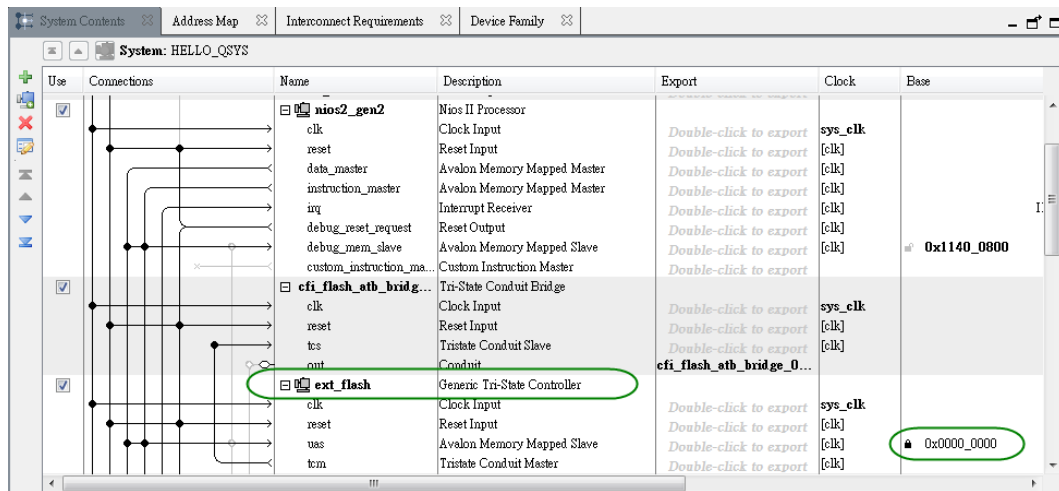 System Contents Address Map Interconnect Requirements Device Family
System: HELLO_QSYS
Use Connections Name Description Export Clock Base
nios2_gen2 Nios II Processor
clk Clock Input Double-click to export sys_clk
reset Reset Input Double-click to export [clk]
data_master Avalon Memory Mapped Master Double-click to export [clk]
instruction_master Avalon Memory Mapped Master Double-click to export [clk]
irq Interrupt Receiver Double-click to export [clk]
debug_reset_request Reset Output Double-click to export [clk]
debug_mem_slave Avalon Memory Mapped Slave Double-click to export [clk] 0x1140_0800
custom_instruction_ma... Custom Instruction Master Double-click to export
cfi_flash_atb_bridg... Tri-State Conduit Bridge
clk Clock Input Double-click to export sys_clk
reset Reset Input Double-click to export [clk]
tcs Tristate Conduit Slave Double-click to export [clk]
out Conduit cfi_flash_atb_bridge_0...
ext_flash Generic Tri-State Controller
clk Clock Input Double-click to export sys_clk
reset Reset Input Double-click to export [clk]
uas Avalon Memory Mapped Slave Double-click to export [clk] 0x0000_0000
tcm Tristate Conduit Master Double-click to export [clk]